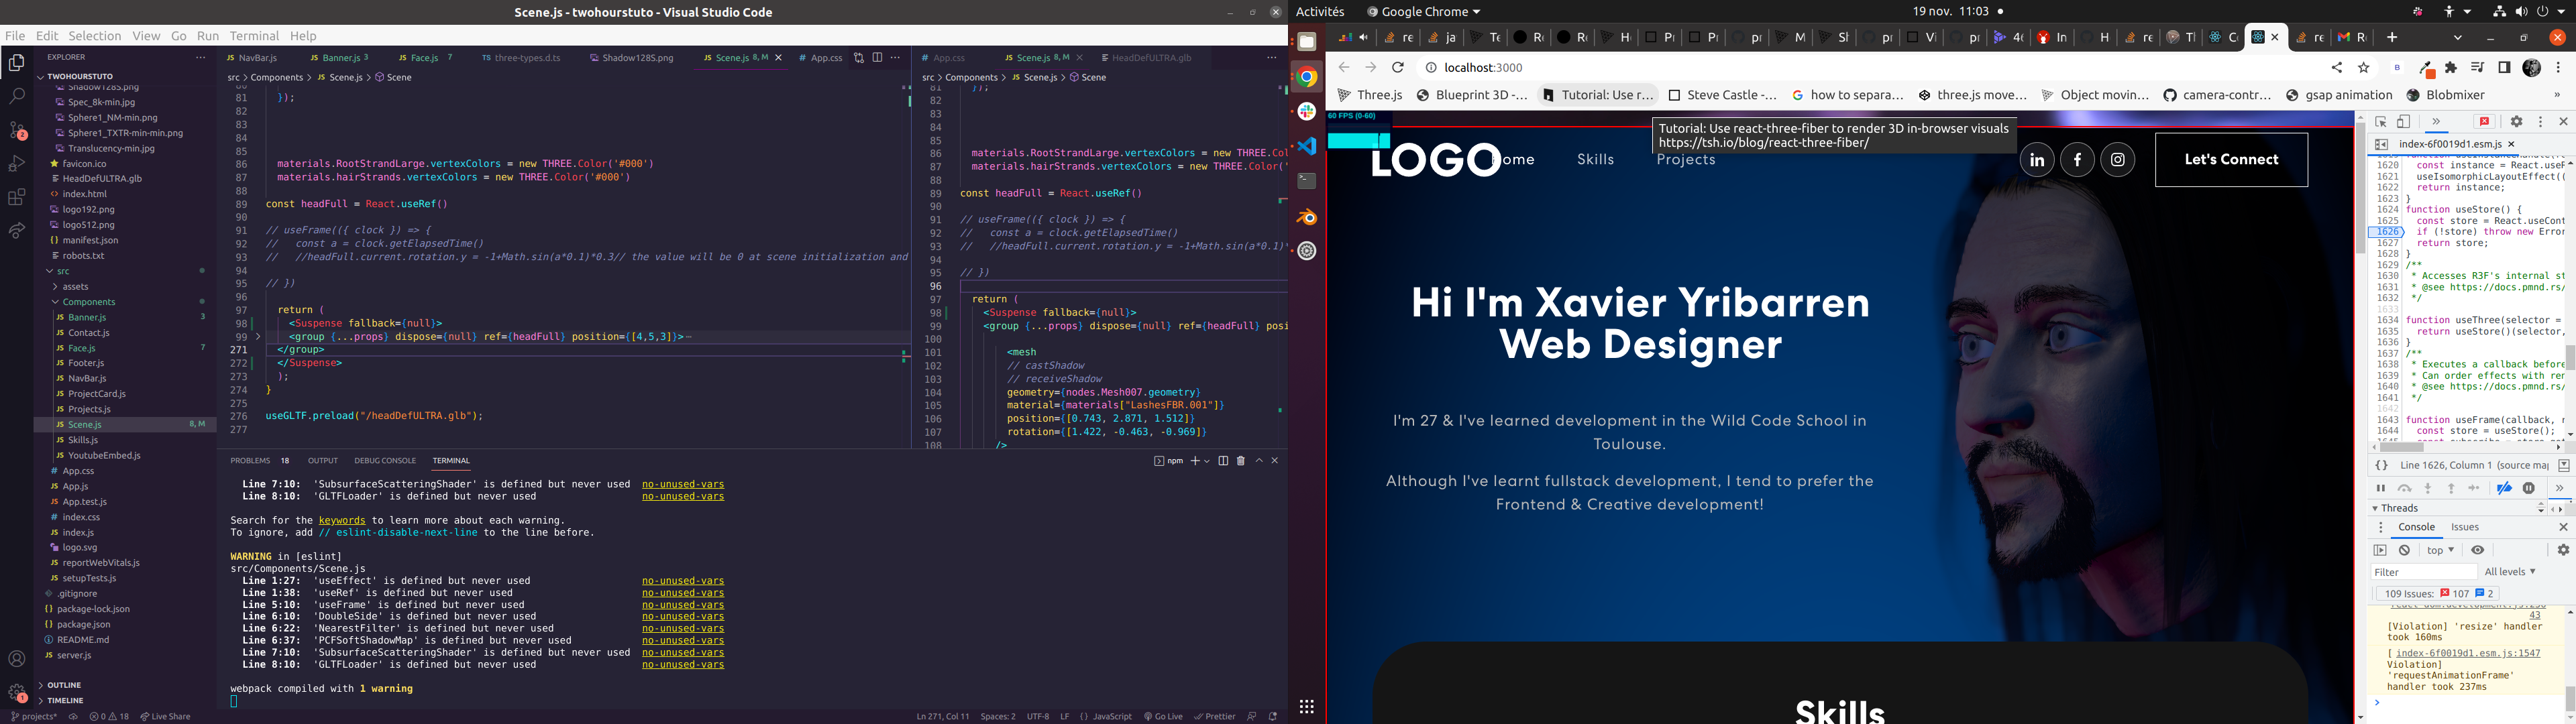 Scene.js - twohourstuto - Visual Studio Code
File Edit Selection View Go Run Terminal Help
EXPLORER
TWOHOURSTUTO
Shadow128S.png
Spec_8k-min.jpg
Sphere1_NM-min.png
Sphere1_TXTR-min-min.png
Translucency-min.jpg
favicon.ico
HeadDefULTRA.glb
index.html
logo192.png
logo512.png
manifest.json
robots.txt
src
assets
Components
Banner.js 3
Contact.js
Face.js 7
Footer.js
NavBar.js
ProjectCard.js
Projects.js
Scene.js 8, M
Skills.js
YoutubeEmbed.js
App.css
App.js
App.test.js
index.css
index.js
logo.svg
reportWebVitals.js
setupTests.js
.gitignore
package-lock.json
package.json
README.md
server.js
OUTLINE
TIMELINE
NavBar.js Banner.js 3 Face.js 7 three-types.d.ts Shadow128S.png Scene.js 8, M App.css
src > Components > Scene.js > Scene
81 });
82
83
84
85
86 materials.RootStrandLarge.vertexColors = new THREE.Color('#000')
87 materials.hairStrands.vertexColors = new THREE.Color('#000')
88
89 const headFull = React.useRef()
90
91 // useFrame(({ clock }) => {
92 // const a = clock.getElapsedTime()
93 // //headFull.current.rotation.y = -1+Math.sin(a*0.1)*0.3// the value will be 0 at scene initialization and
94
95 // })
96
97 return (
98 <Suspense fallback={null}>
99 <group {...props} dispose={null} ref={headFull} position={[4,5,3]}>
271 </group>
272 </Suspense>
273 );
274 }
275
276 useGLTF.preload("/headDefULTRA.glb");
277
App.css Scene.js 8, M HeadDefULTRA.glb
src > Components > Scene.js > Scene
81 });
82
83
84
85
86 materials.RootStrandLarge.vertexColors = new THREE.Col
87 materials.hairStrands.vertexColors = new THREE.Color('
88
89 const headFull = React.useRef()
90
91 // useFrame(({ clock }) => {
92 // const a = clock.getElapsedTime()
93 // //headFull.current.rotation.y = -1+Math.sin(a*0.1)*
94
95 // })
96
97 return (
98 <Suspense fallback={null}>
99 <group {...props} dispose={null} ref={headFull} posi
100
101 <mesh
102 // castShadow
103 // receiveShadow
104 geometry={nodes.Mesh007.geometry}
105 material={materials["LashesFBR.001"]}
106 position={[0.743, 2.871, 1.512]}
107 rotation={[1.422, -0.463, -0.969]}
108 />
PROBLEMS 18 OUTPUT DEBUG CONSOLE TERMINAL npm
Line 7:10: 'SubsurfaceScatteringShader' is defined but never used no-unused-vars
Line 8:10: 'GLTFLoader' is defined but never used no-unused-vars
Search for the keywords to learn more about each warning.
To ignore, add // eslint-disable-next-line to the line before.
WARNING in [eslint]
src/Components/Scene.js
Line 1:27: 'useEffect' is defined but never used no-unused-vars
Line 1:38: 'useRef' is defined but never used no-unused-vars
Line 5:10: 'useFrame' is defined but never used no-unused-vars
Line 6:10: 'DoubleSide' is defined but never used no-unused-vars
Line 6:22: 'NearestFilter' is defined but never used no-unused-vars
Line 6:37: 'PCFSoftShadowMap' is defined but never used no-unused-vars
Line 7:10: 'SubsurfaceScatteringShader' is defined but never used no-unused-vars
Line 8:10: 'GLTFLoader' is defined but never used no-unused-vars
webpack compiled with 1 warning
projects* 0 18 Live Share Ln 271, Col 11 Spaces: 2 UTF-8 LF {} JavaScript Go Live Prettier
Activités Google Chrome 19 nov. 11:03
localhost:3000
Three.js Blueprint 3D -... Tutorial: Use r... Steve Castle -... how to separa... three.js move... Object movin... camera-contr... gsap animation Blobmixer
60 FPS (0-60)
Tutorial: Use react-three-fiber to render 3D in-browser visuals
https://tsh.io/blog/react-three-fiber/
LOGO ome Skills Projects Let's Connect
Hi I'm Xavier Yribarren
Web Designer
I'm 27 & I've learned development in the Wild Code School in
Toulouse.
Although I've learnt fullstack development, I tend to prefer the
Frontend & Creative development!
Skills
index-6f0019d1.esm.js
1620 const instance = React.useR
1621 useIsomorphicLayoutEffect((
1622 return instance;
1623 }
1624 function useStore() {
1625 const store = React.useCont
1626 if (!store) throw new Error
1627 return store;
1628 }
1629 /**
1630 * Accesses R3F's internal st
1631 * @see https://docs.pmnd.rs/
1632 */
1633
1634 function useThree(selector =
1635 return useStore()(selector,
1636 }
1637 /**
1638 * Executes a callback before
1639 * Can order effects with ren
1640 * @see https://docs.pmnd.rs/
1641 */
1642
1643 function useFrame(callback, r
1644 const store = useStore();
{} Line 1626, Column 1 (source map
Threads
Console Issues
top
Filter All levels
109 Issues: 107 2
43
[Violation] 'resize' handler
took 160ms
[ index-6f0019d1.esm.js:1547
Violation]
'requestAnimationFrame'
handler took 237ms